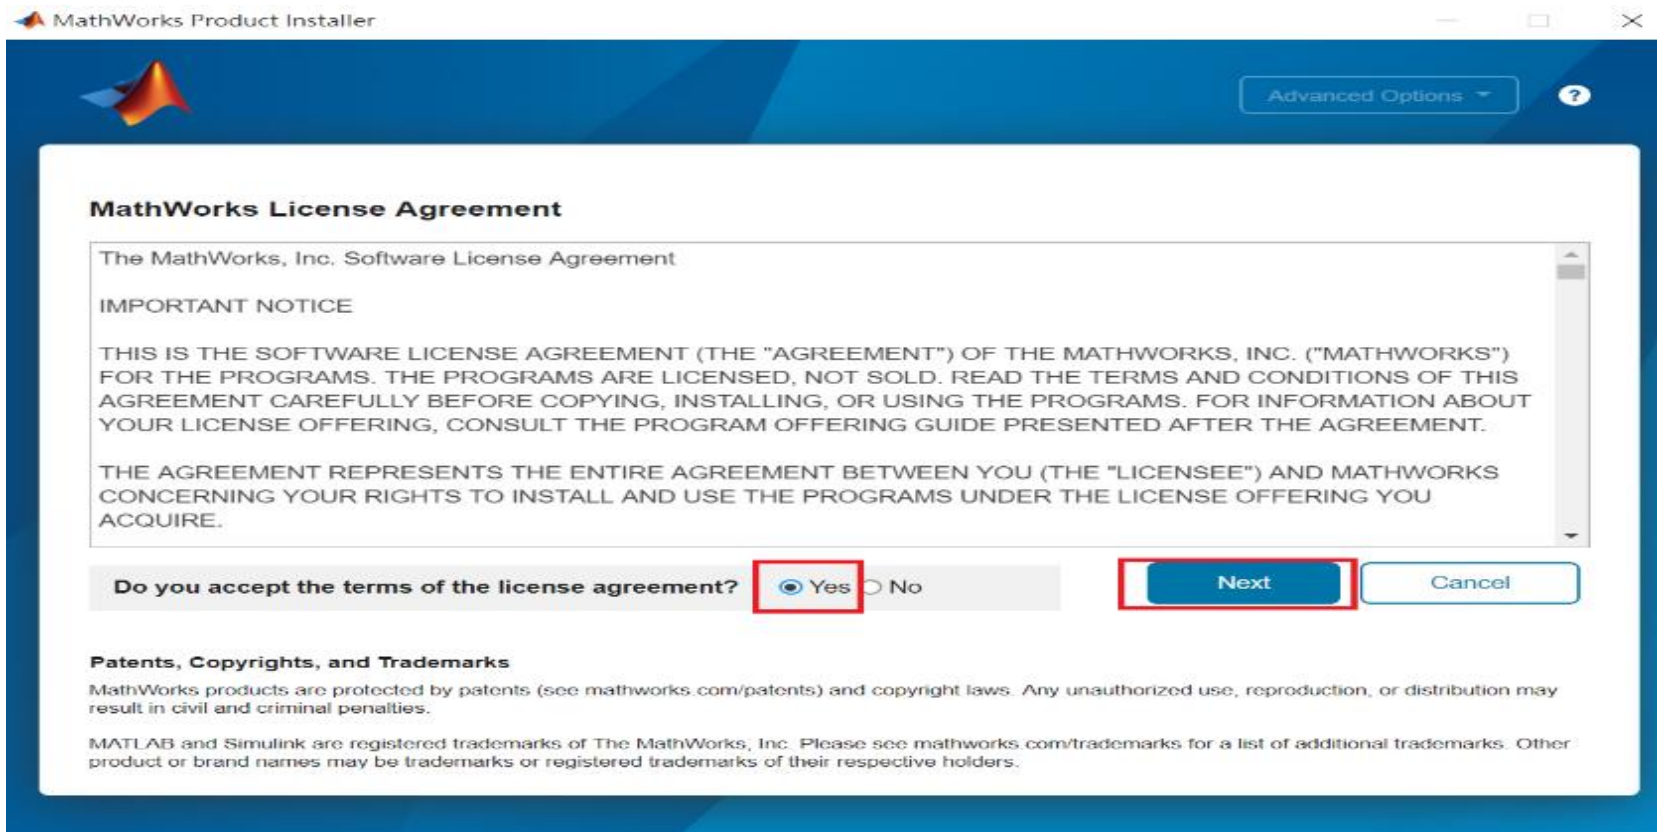 MathWorks Product Installer
Advanced Options
?
MathWorks License Agreement
The MathWorks, Inc. Software License Agreement
IMPORTANT NOTICE
THIS IS THE SOFTWARE LICENSE AGREEMENT (THE "AGREEMENT") OF THE MATHWORKS, INC. ("MATHWORKS")
FOR THE PROGRAMS. THE PROGRAMS ARE LICENSED, NOT SOLD. READ THE TERMS AND CONDITIONS OF THIS
AGREEMENT CAREFULLY BEFORE COPYING, INSTALLING, OR USING THE PROGRAMS. FOR INFORMATION ABOUT
YOUR LICENSE OFFERING, CONSULT THE PROGRAM OFFERING GUIDE PRESENTED AFTER THE AGREEMENT.
THE AGREEMENT REPRESENTS THE ENTIRE AGREEMENT BETWEEN YOU (THE "LICENSEE") AND MATHWORKS
CONCERNING YOUR RIGHTS TO INSTALL AND USE THE PROGRAMS UNDER THE LICENSE OFFERING YOU
ACQUIRE.
Do you accept the terms of the license agreement? Yes No
Next Cancel
Patents, Copyrights, and Trademarks
MathWorks products are protected by patents (see mathworks.com/patents) and copyright laws. Any unauthorized use, reproduction, or distribution may
result in civil and criminal penalties.
MATLAB and Simulink are registered trademarks of The MathWorks, Inc. Please see mathworks.com/trademarks for a list of additional trademarks. Other
product or brand names may be trademarks or registered trademarks of their respective holders.